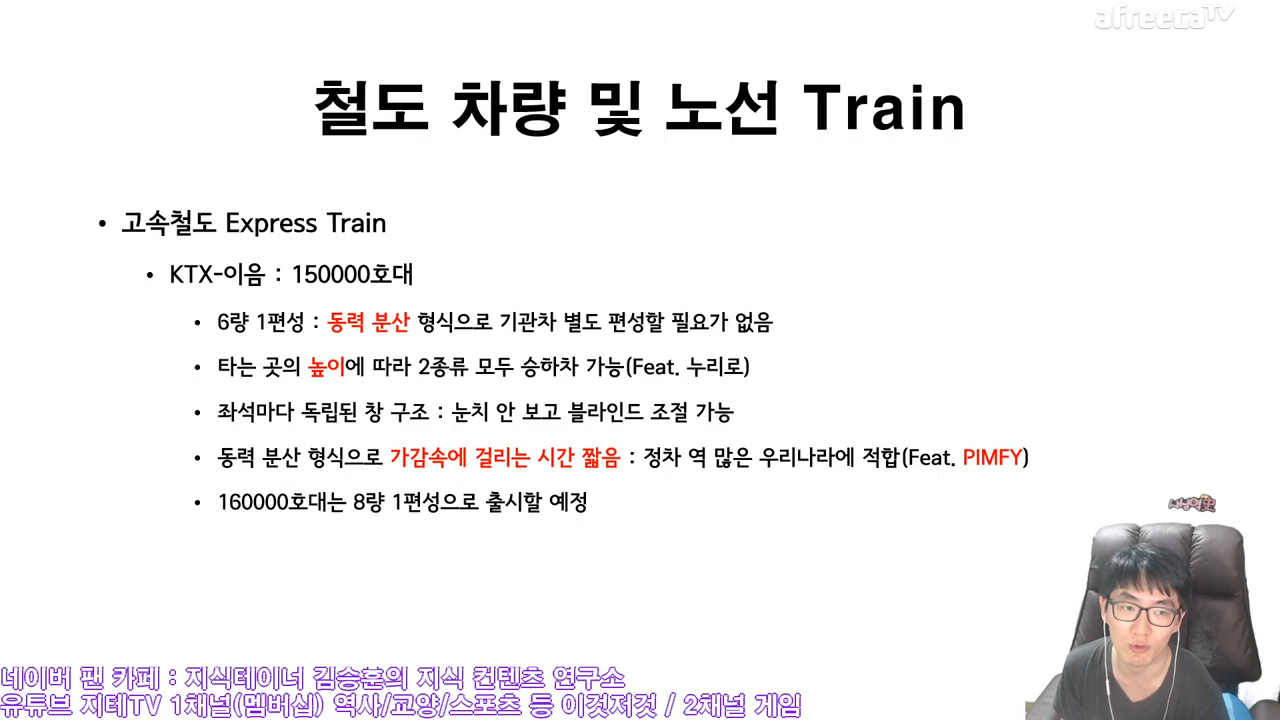 afreecaTV
철도 차량 및 노선 Train
• 고속철도 Express Train
• KTX-이음 : 150000호대
• 6량 1편성 : 동력 분산 형식으로 기관차 별도 편성할 필요가 없음
• 타는 곳의 높이에 따라 2종류 모두 승하차 가능(Feat. 누리로)
• 좌석마다 독립된 창 구조 : 눈치 안 보고 블라인드 조절 가능
• 동력 분산 형식으로 가감속에 걸리는 시간 짧음 : 정차 역 많은 우리나라에 적합(Feat. PIMFY)
• 160000호대는 8량 1편성으로 출시할 예정
네이버 팬 카페 : 지식테이너 김승훈의 지식 컨텐츠 연구소
유튜브 지테TV 1채널(멤버십) 역사/교양/스포츠 등 이것저것 / 2채널 게임